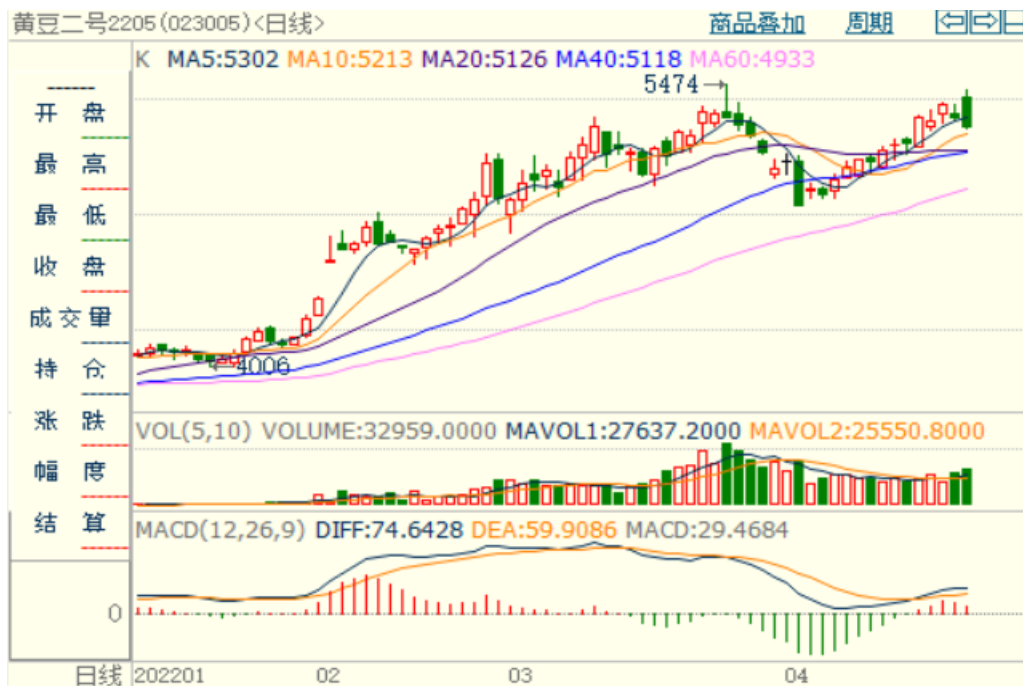 黄豆二号2205(023005)<日线>
商品叠加 周期
K MA5:5302 MA10:5213 MA20:5126 MA40:5118 MA60:4933
5474
开 盘
最 高
最 低
收 盘
成交量
持 仓
涨 跌
幅 度
结 算
4006
VOL(5,10) VOLUME:32959.0000 MAVOL1:27637.2000 MAVOL2:25550.8000
MACD(12,26,9) DIFF:74.6428 DEA:59.9086 MACD:29.4684
0
日线 202201 02 03 04